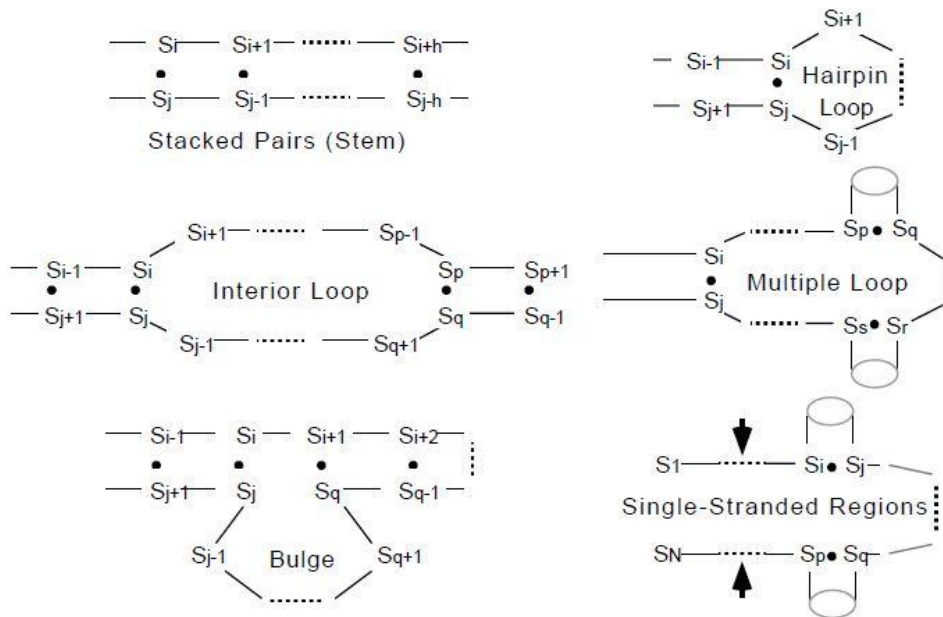 Si Si+1 Si+h
Sj Sj-1 Sj-h
Stacked Pairs (Stem)
Si+1
Si-1 Si
Hairpin
Loop
Sj+1 Sj
Sj-1
Si+1 Sp-1
Si-1 Si Sp Sp+1
Interior Loop
Sj+1 Sj Sq Sq-1
Sj-1 Sq+1
Sp Sq
Si
Multiple Loop
Sj
Ss Sr
Si-1 Si Si+1 Si+2
Sj+1 Sj Sq Sq-1
Sj-1 Bulge Sq+1
S1 Si Sj
Single-Stranded Regions
SN Sp Sq